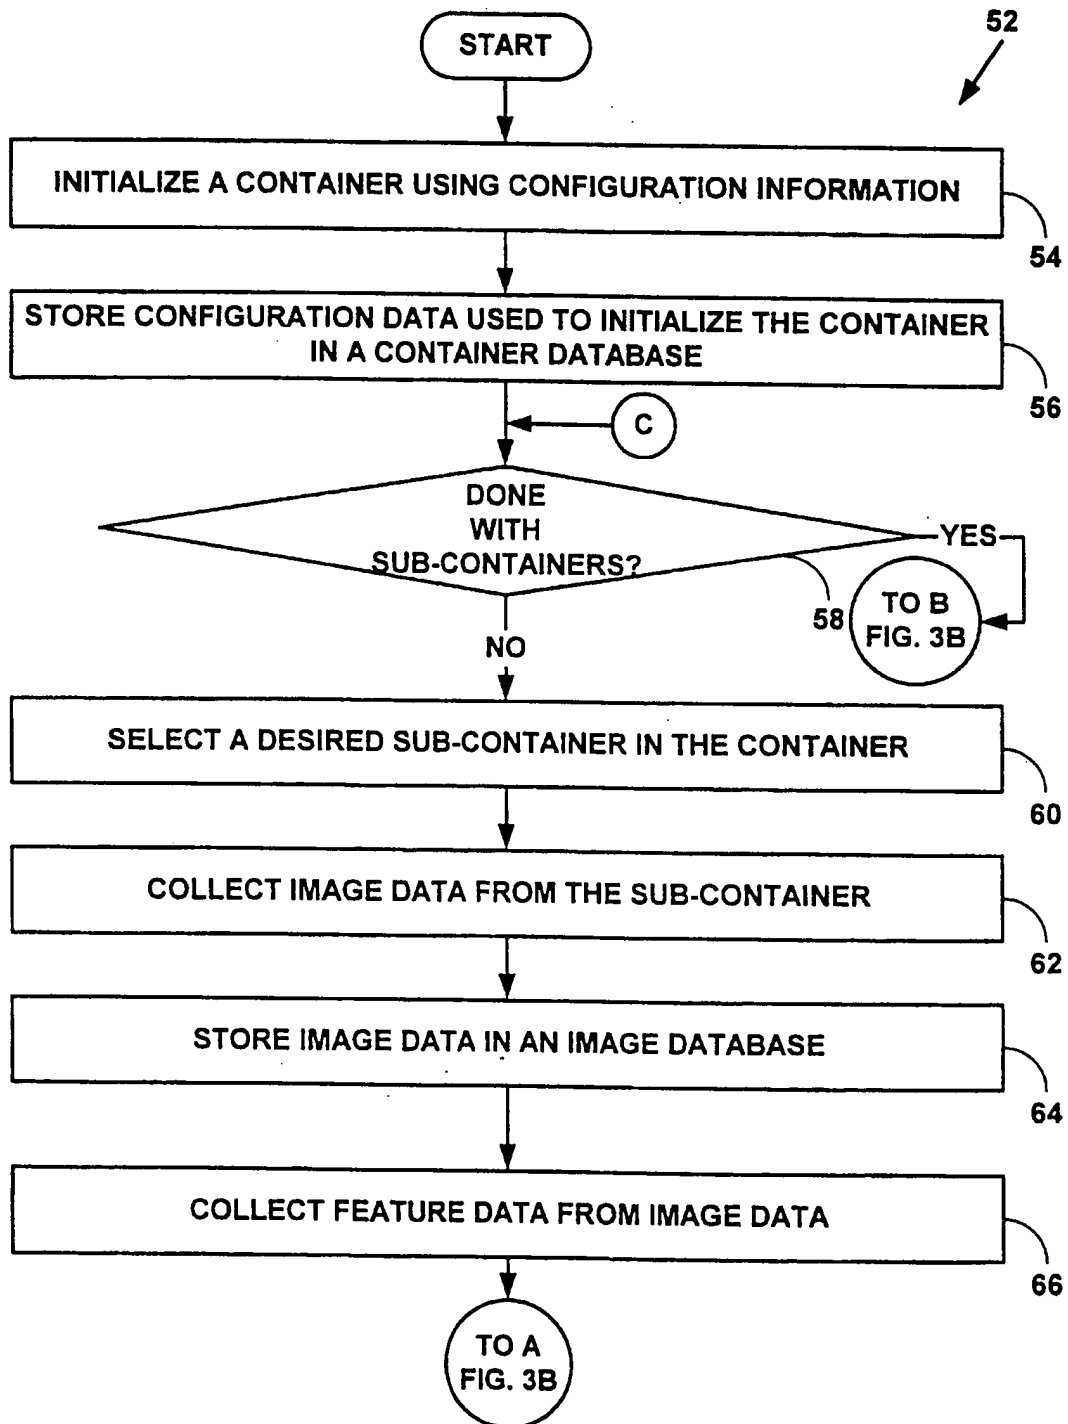 START
52
INITIALIZE A CONTAINER USING CONFIGURATION INFORMATION
54
STORE CONFIGURATION DATA USED TO INITIALIZE THE CONTAINER
IN A CONTAINER DATABASE
56
C
DONE
WITH
SUB-CONTAINERS?
YES
58
TO B
FIG. 3B
NO
SELECT A DESIRED SUB-CONTAINER IN THE CONTAINER
60
COLLECT IMAGE DATA FROM THE SUB-CONTAINER
62
STORE IMAGE DATA IN AN IMAGE DATABASE
64
COLLECT FEATURE DATA FROM IMAGE DATA
66
TO A
FIG. 3B